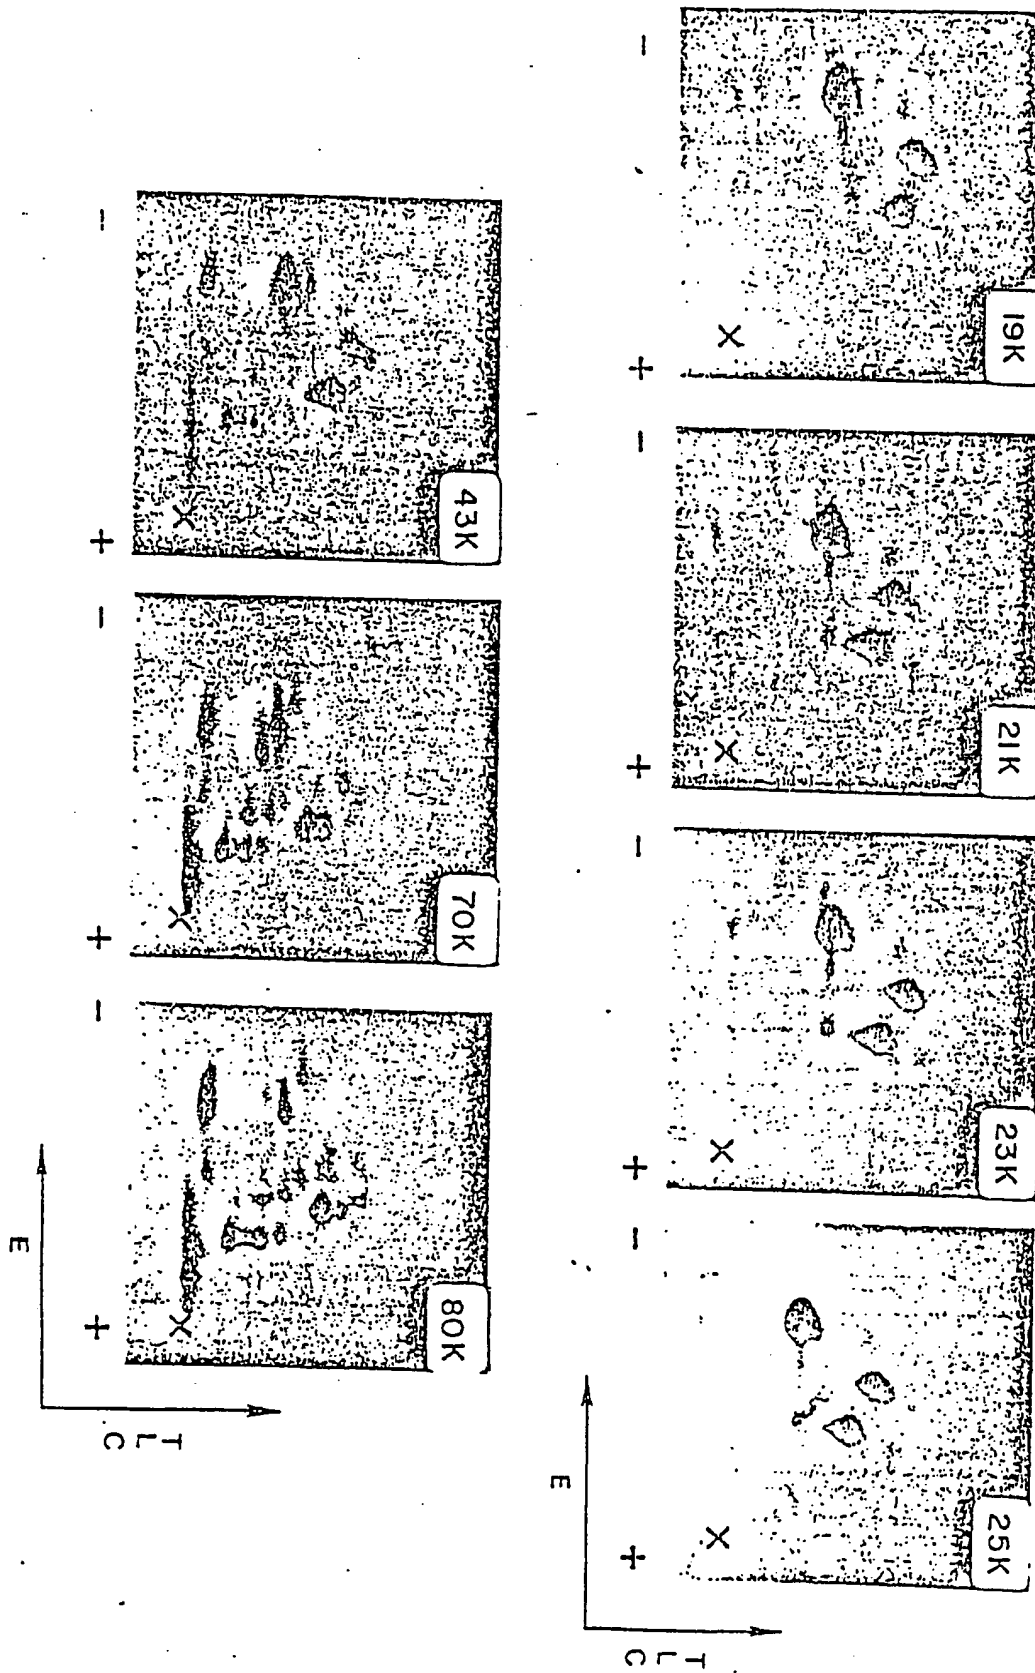 19K 21K 23K 25K
X X X X
- + - + - + - +
TLC
E
43K 70K 80K
X X X
- + - + - +
TLC
E